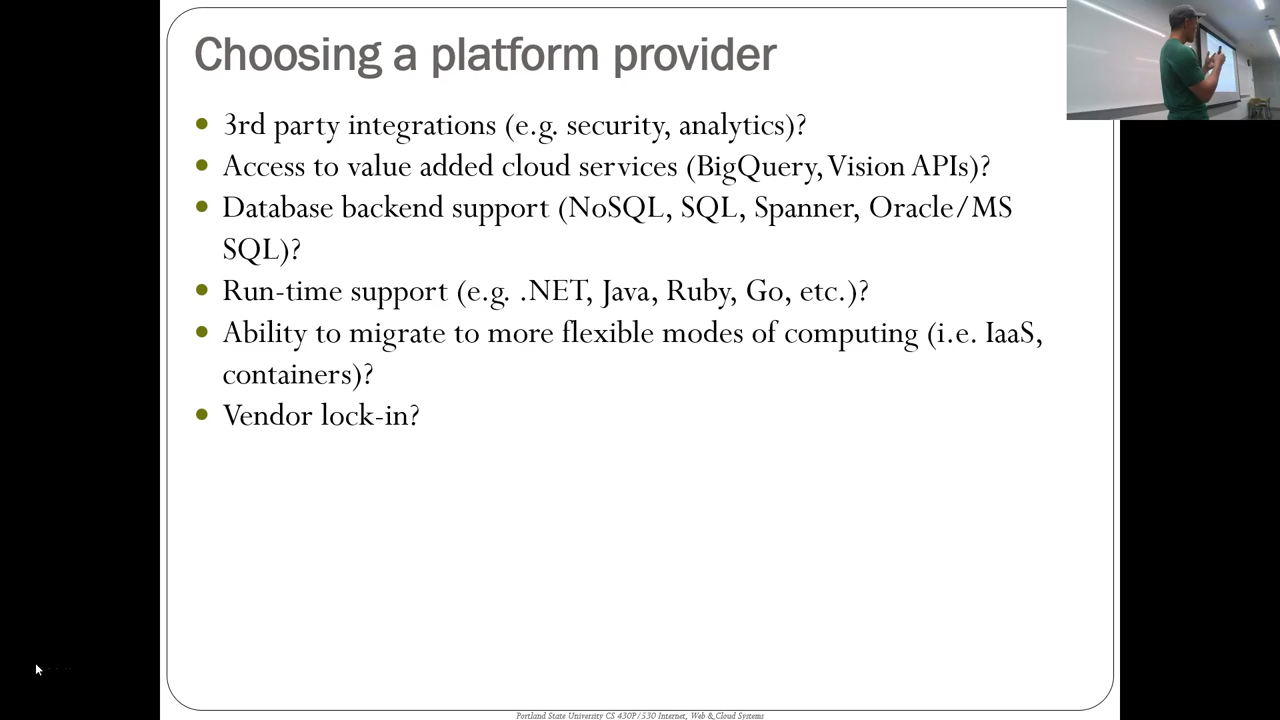 Choosing a platform provider
3rd party integrations (e.g. security, analytics)?
Access to value added cloud services (BigQuery, Vision APIs)?
Database backend support (NoSQL, SQL, Spanner, Oracle/MS
SQL)?
Run-time support (e.g. .NET, Java, Ruby, Go, etc.)?
Ability to migrate to more flexible modes of computing (i.e. IaaS,
containers)?
Vendor lock-in?
Portland State University CS 430P/530 Internet, Web & Cloud Systems